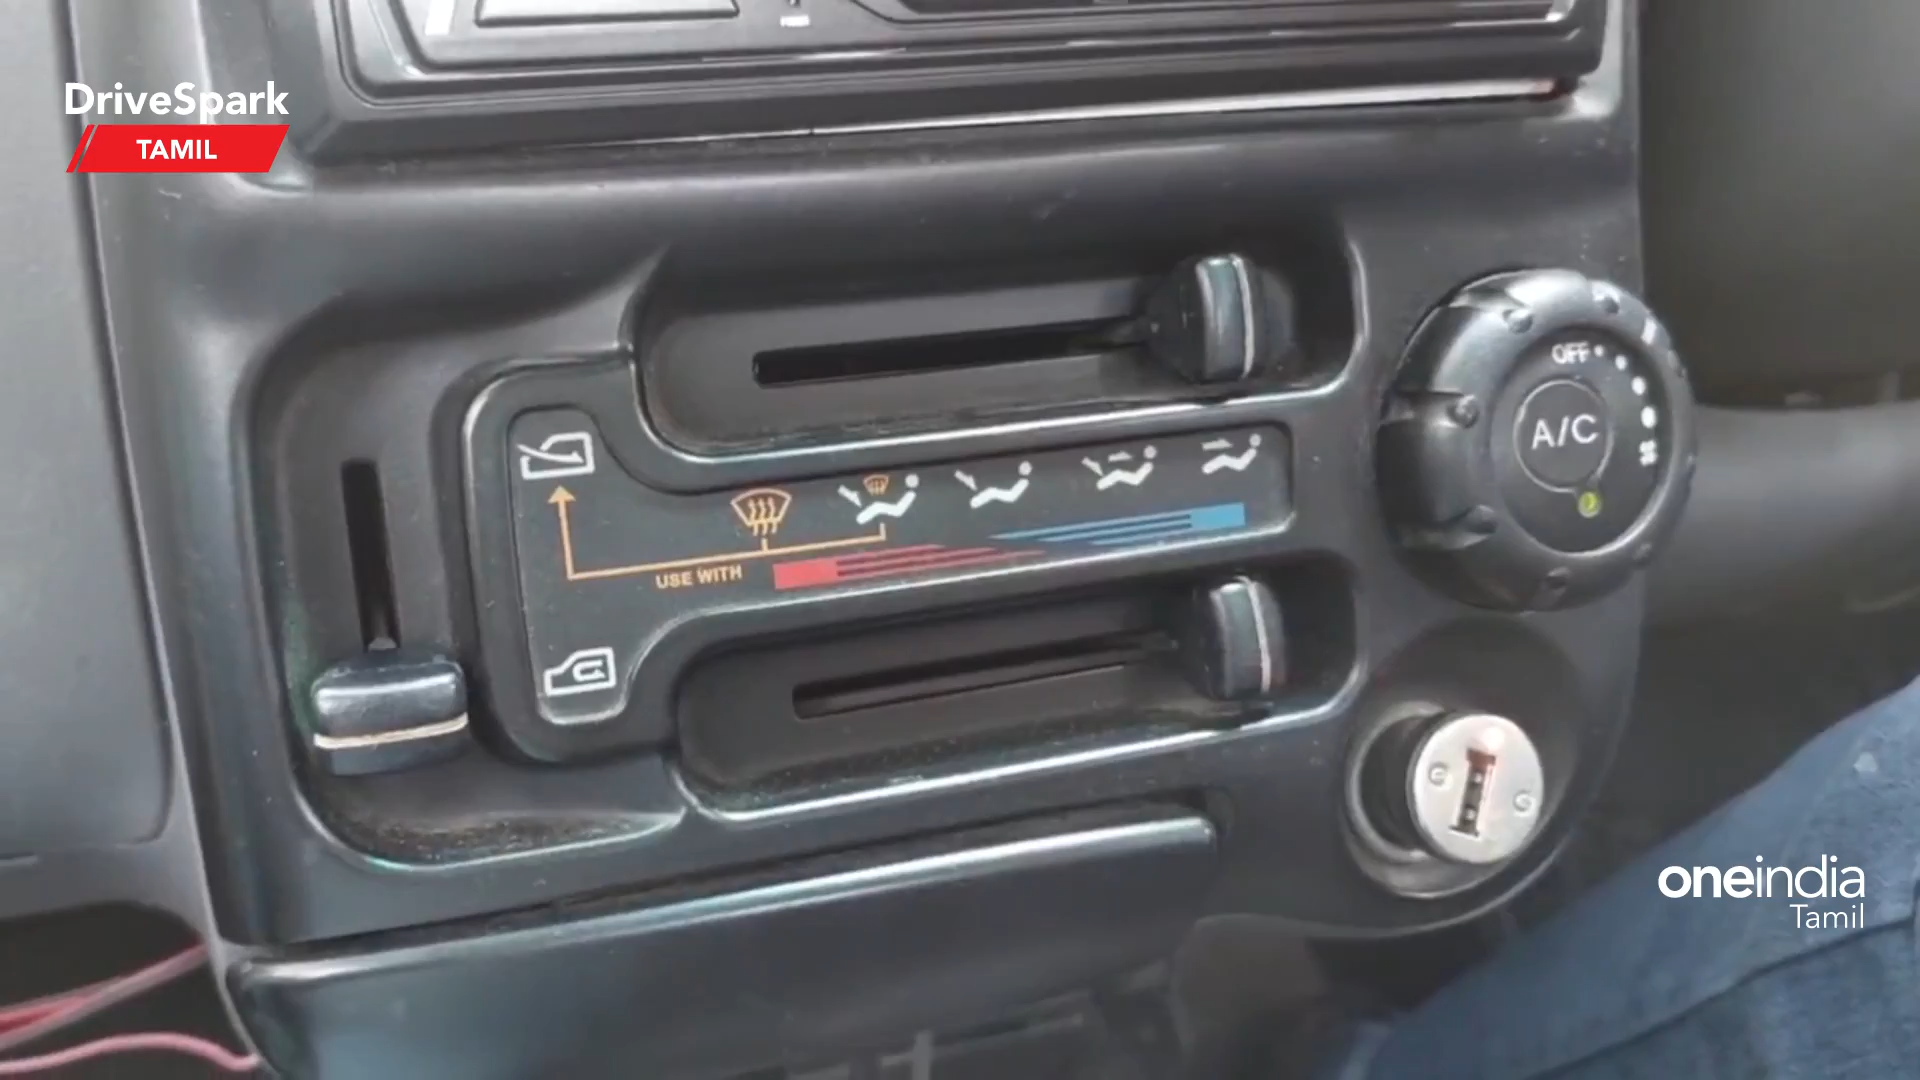 DriveSpark
TAMIL
OFF
A/C
USE WITH
oneindia
Tamil